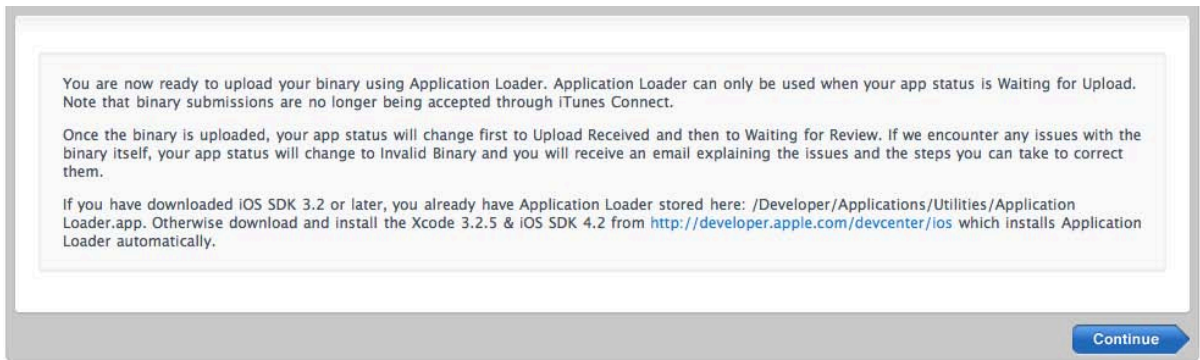 You are now ready to upload your binary using Application Loader. Application Loader can only be used when your app status is Waiting for Upload.
Note that binary submissions are no longer being accepted through iTunes Connect.
Once the binary is uploaded, your app status will change first to Upload Received and then to Waiting for Review. If we encounter any issues with the
binary itself, your app status will change to Invalid Binary and you will receive an email explaining the issues and the steps you can take to correct
them.
If you have downloaded iOS SDK 3.2 or later, you already have Application Loader stored here: /Developer/Applications/Utilities/Application
Loader.app. Otherwise download and install the Xcode 3.2.5 & iOS SDK 4.2 from http://developer.apple.com/devcenter/ios which installs Application
Loader automatically.
Continue